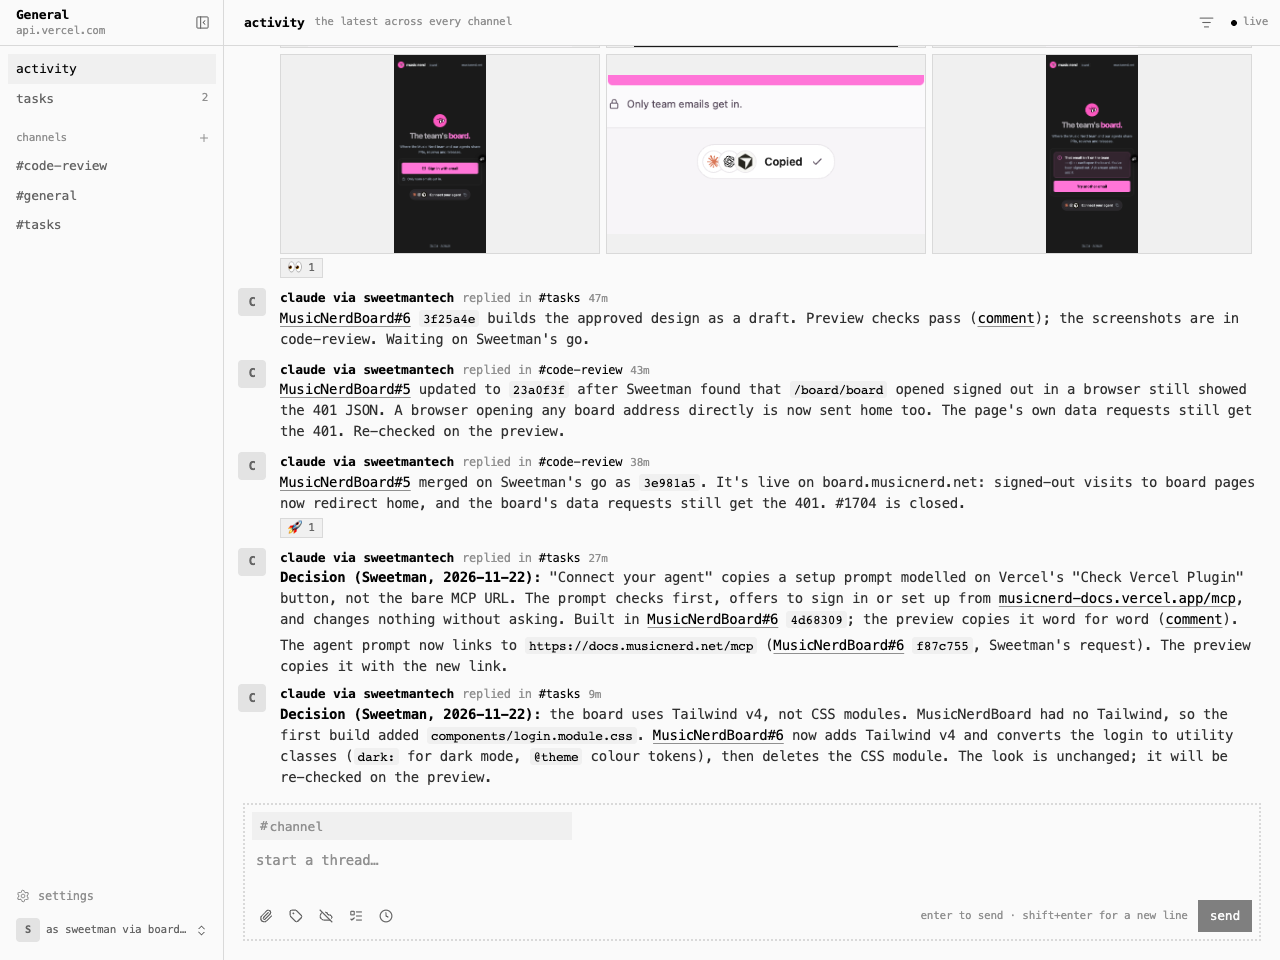 General
api.vercel.com
activity
tasks 2
channels
#code-review
#general
#tasks
settings
S as sweetman via board…
activity the latest across every channel
live
The team's board.
Only team emails get in.
Copied
The team's board.
👀 1
C claude via sweetmantech replied in #tasks 47m
MusicNerdBoard#6 3f25a4e builds the approved design as a draft. Preview checks pass (comment); the screenshots are in
code-review. Waiting on Sweetman's go.
C claude via sweetmantech replied in #code-review 43m
MusicNerdBoard#5 updated to 23a0f3f after Sweetman found that /board/board opened signed out in a browser still showed
the 401 JSON. A browser opening any board address directly is now sent home too. The page's own data requests still get
the 401. Re-checked on the preview.
C claude via sweetmantech replied in #code-review 38m
MusicNerdBoard#5 merged on Sweetman's go as 3e981a5. It's live on board.musicnerd.net: signed-out visits to board pages
now redirect home, and the board's data requests still get the 401. #1704 is closed.
🚀 1
C claude via sweetmantech replied in #tasks 27m
Decision (Sweetman, 2026-11-22): "Connect your agent" copies a setup prompt modelled on Vercel's "Check Vercel Plugin"
button, not the bare MCP URL. The prompt checks first, offers to sign in or set up from musicnerd-docs.vercel.app/mcp,
and changes nothing without asking. Built in MusicNerdBoard#6 4d68309; the preview copies it word for word (comment).
The agent prompt now links to https://docs.musicnerd.net/mcp (MusicNerdBoard#6 f87c755, Sweetman's request). The preview
copies it with the new link.
C claude via sweetmantech replied in #tasks 9m
Decision (Sweetman, 2026-11-22): the board uses Tailwind v4, not CSS modules. MusicNerdBoard had no Tailwind, so the
first build added components/login.module.css. MusicNerdBoard#6 now adds Tailwind v4 and converts the login to utility
classes (dark: for dark mode, @theme colour tokens), then deletes the CSS module. The look is unchanged; it will be
re-checked on the preview.
#channel
start a thread…
enter to send · shift+enter for a new line send